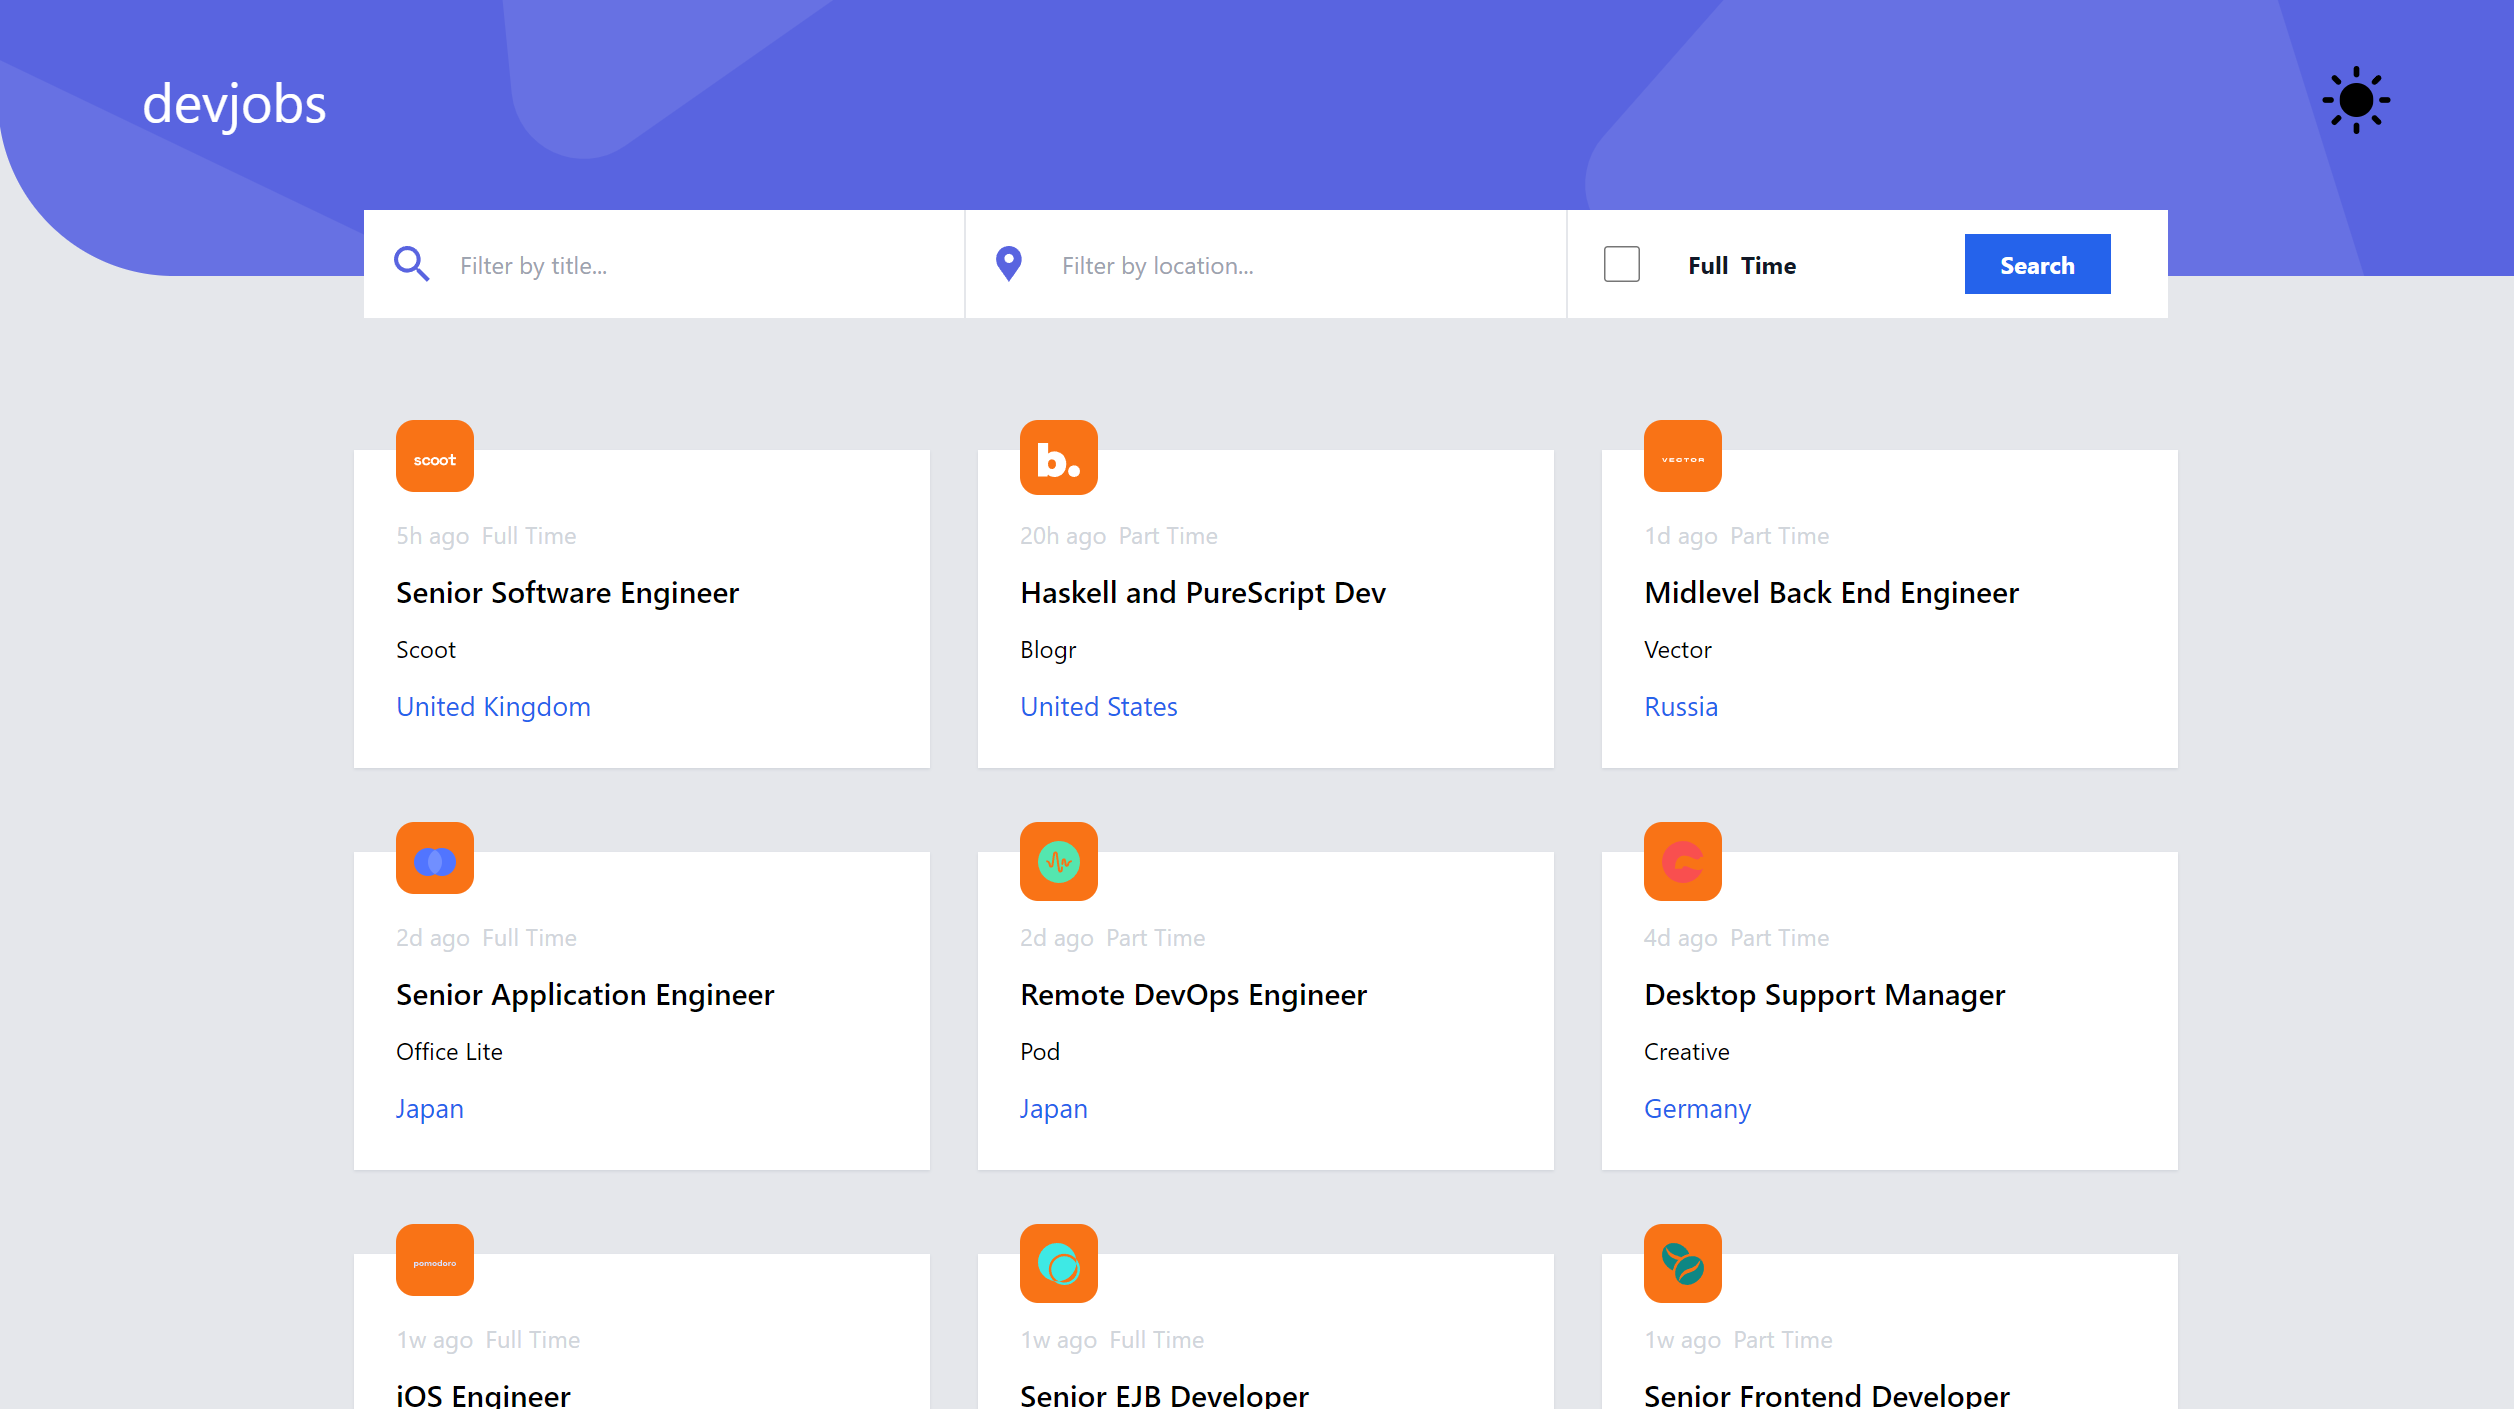 devjobs
Filter by title...
Filter by location...
Full Time
Search
scoot
5h ago Full Time
Senior Software Engineer
Scoot
United Kingdom
b.
20h ago Part Time
Haskell and PureScript Dev
Blogr
United States
VECTOR
1d ago Part Time
Midlevel Back End Engineer
Vector
Russia
2d ago Full Time
Senior Application Engineer
Office Lite
Japan
2d ago Part Time
Remote DevOps Engineer
Pod
Japan
4d ago Part Time
Desktop Support Manager
Creative
Germany
pomodoro
1w ago Full Time
iOS Engineer
1w ago Full Time
Senior EJB Developer
1w ago Part Time
Senior Frontend Developer